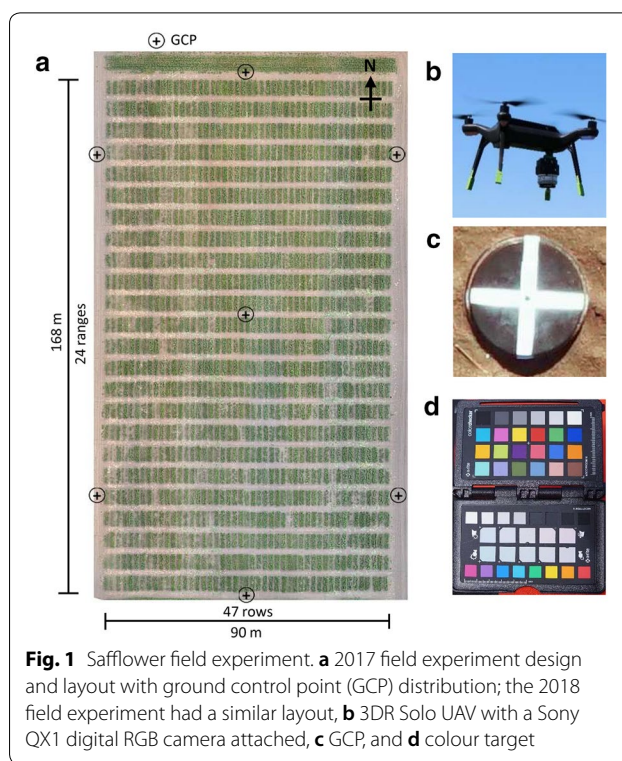 GCP
a
N
168 m
24 ranges
47 rows
90 m
b
c
d
Fig. 1 Safflower field experiment. a 2017 field experiment design
and layout with ground control point (GCP) distribution; the 2018
field experiment had a similar layout, b 3DR Solo UAV with a Sony
QX1 digital RGB camera attached, c GCP, and d colour target